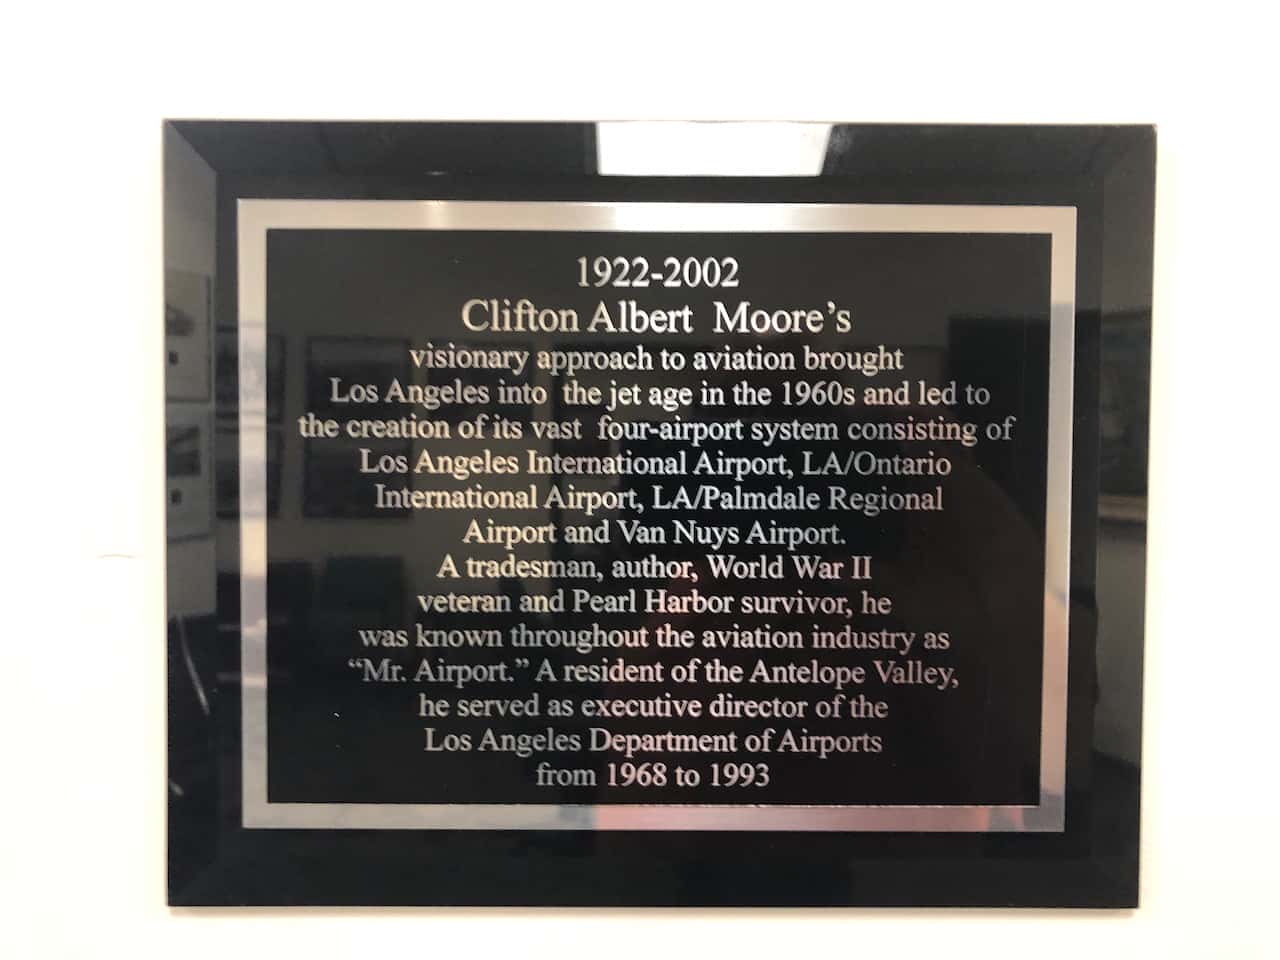 1922-2002
Clifton Albert Moore's
visionary approach to aviation brought
Los Angeles into the jet age in the 1960s and led to
the creation of its vast four-airport system consisting of
Los Angeles International Airport, LA/Ontario
International Airport, LA/Palmdale Regional
Airport and Van Nuys Airport.
A tradesman, author, World War II
veteran and Pearl Harbor survivor, he
was known throughout the aviation industry as
“Mr. Airport.” A resident of the Antelope Valley,
he served as executive director of the
Los Angeles Department of Airports
from 1968 to 1993